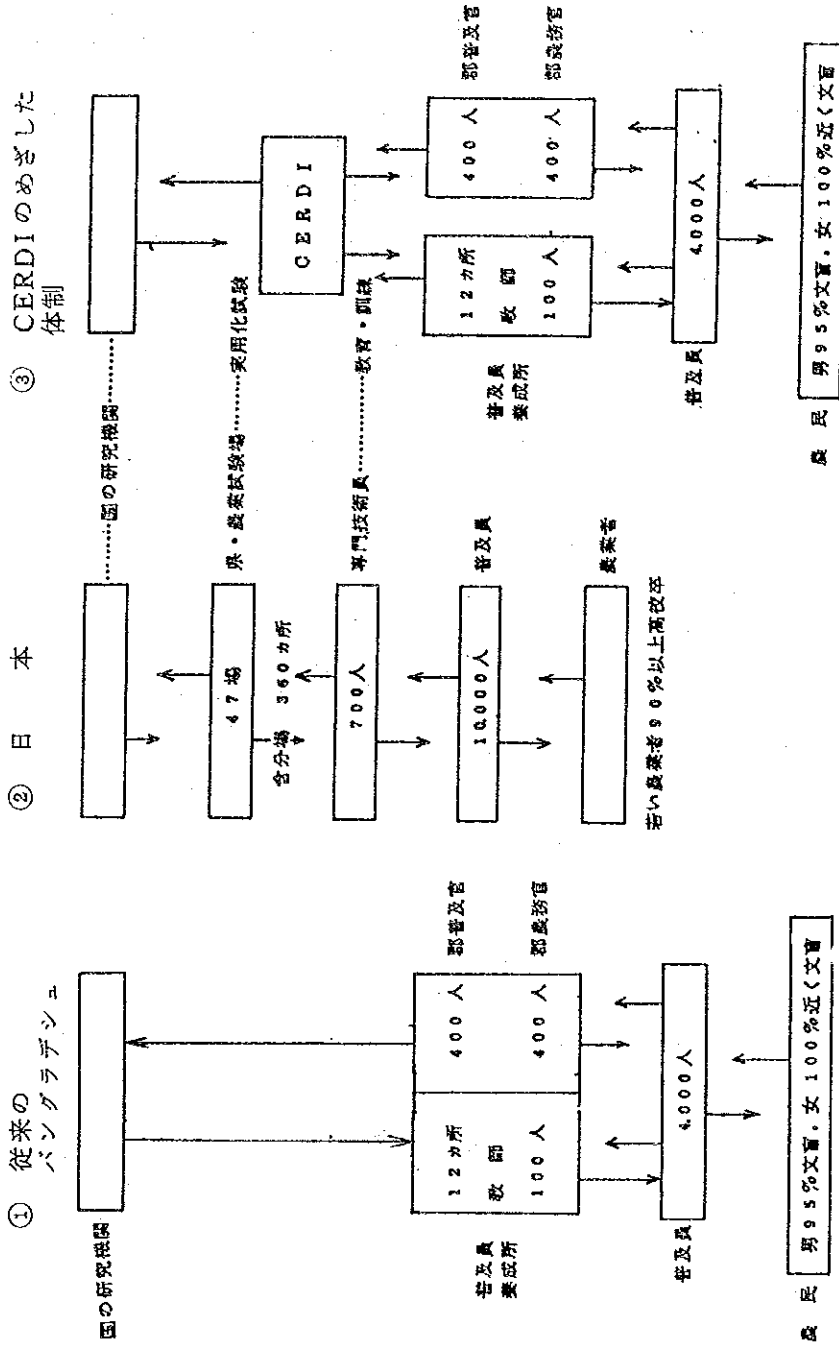 ① 従来の
バングラデシュ
国の研究機関
普及員
養成所
12カ所
教師
100人
400人
400人
郡普及官
郡農務官
普及員
4,000人
農民
男95%文盲,女100%近く文盲
② 日本
国の研究機関
47場
県・農業試験場
実用化試験
含分場 360カ所
700人
専門技術員
教育・訓練
10,000人
普及員
農業者
若い農業者90%以上高校卒
③ CERDIのめざした
体制
CERDI
普及員
養成所
12カ所
教師
100人
400人
400人
郡普及官
郡農務官
普及員
4,000人
農民
男95%文盲,女100%近く文盲